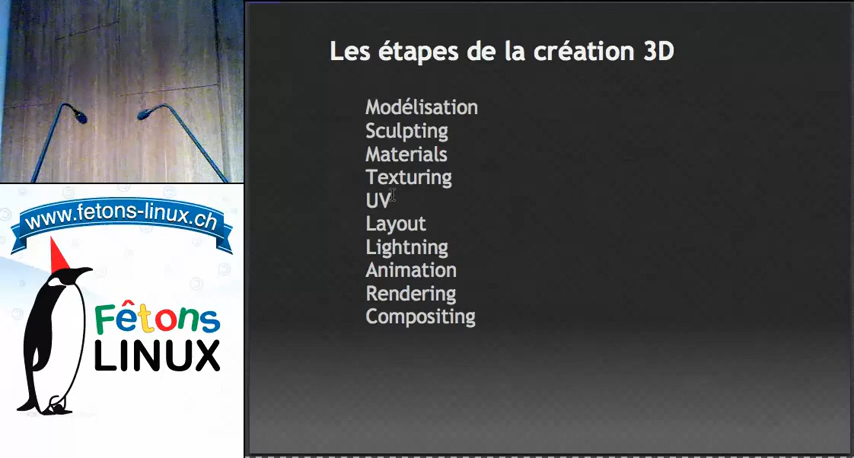 www.fetons-linux.ch
Fêtons
LINUX
Les étapes de la création 3D
Modélisation
Sculpting
Materials
Texturing
UV
Layout
Lightning
Animation
Rendering
Compositing